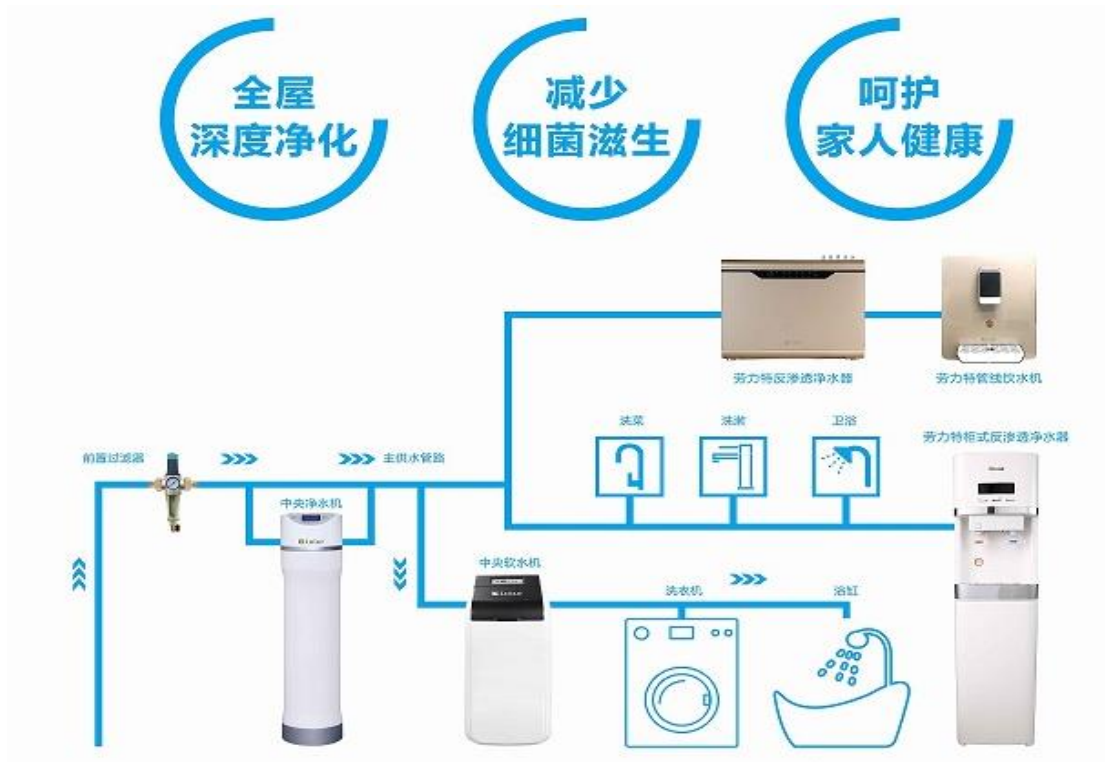 全屋
深度净化
减少
细菌滋生
呵护
家人健康
劳力特反渗透净水器
劳力特管线饮水机
洗菜
洗漱
卫浴
劳力特柜式反渗透净水器
前置过滤器
主供水管路
中央净水机
中央软水机
洗衣机
浴缸